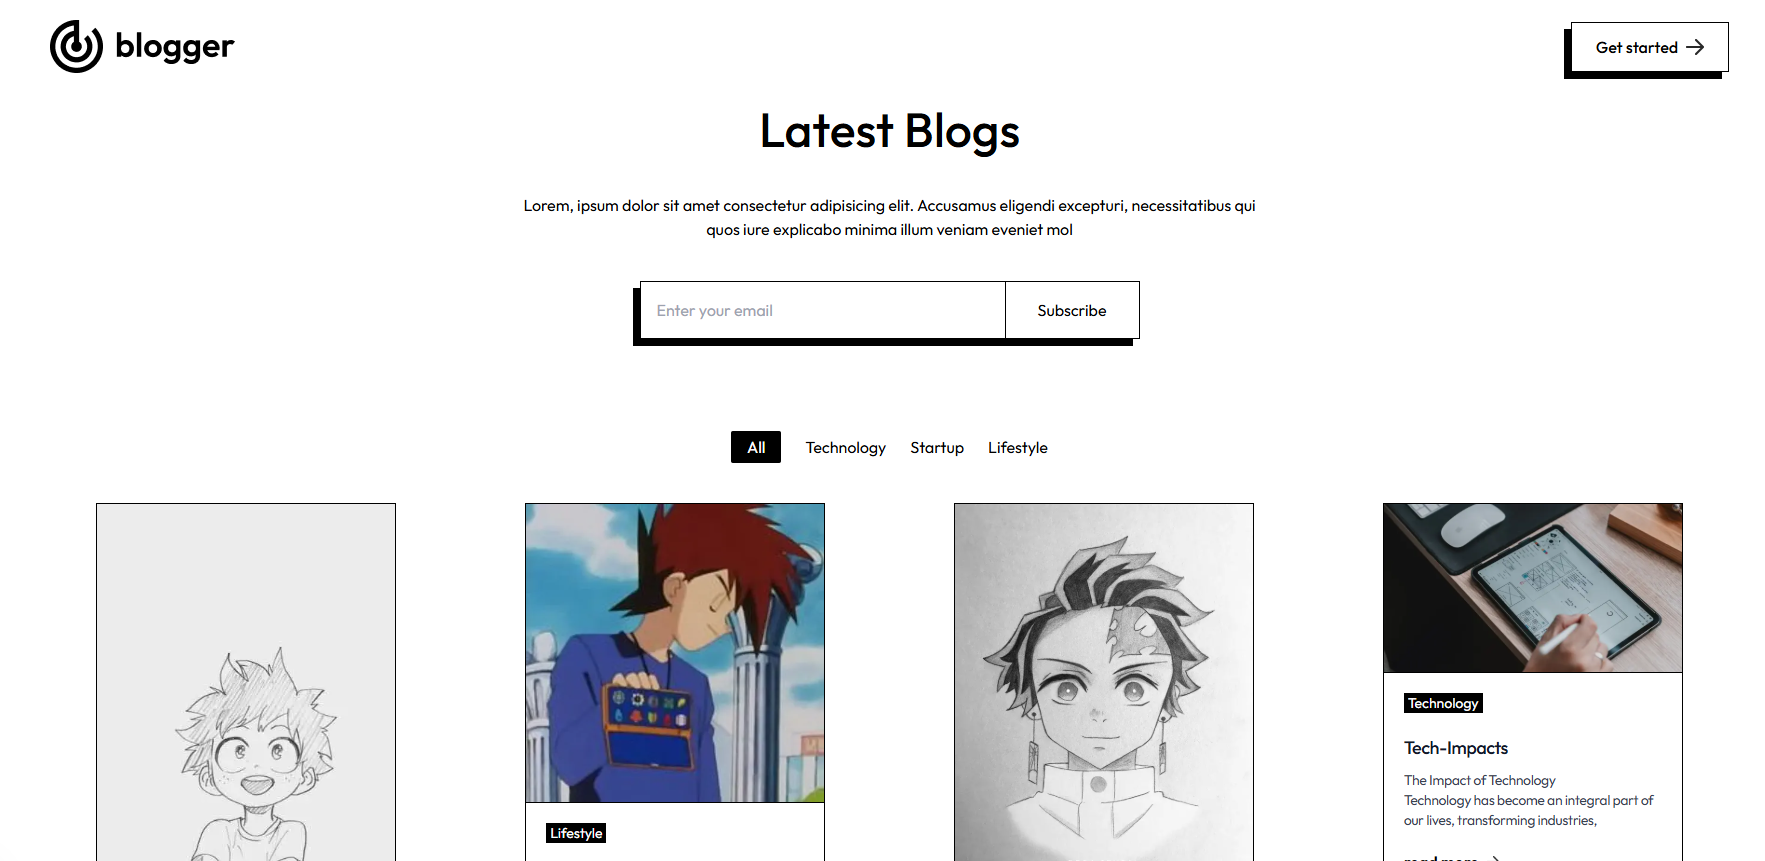 blogger
Get started
Latest Blogs
Lorem, ipsum dolor sit amet consectetur adipisicing elit. Accusamus eligendi excepturi, necessitatibus qui
quos iure explicabo minima illum veniam eveniet mol
Enter your email
Subscribe
All
Technology
Startup
Lifestyle
Lifestyle
Technology
Tech-Impacts
The Impact of Technology
Technology has become an integral part of
our lives, transforming industries,
read more